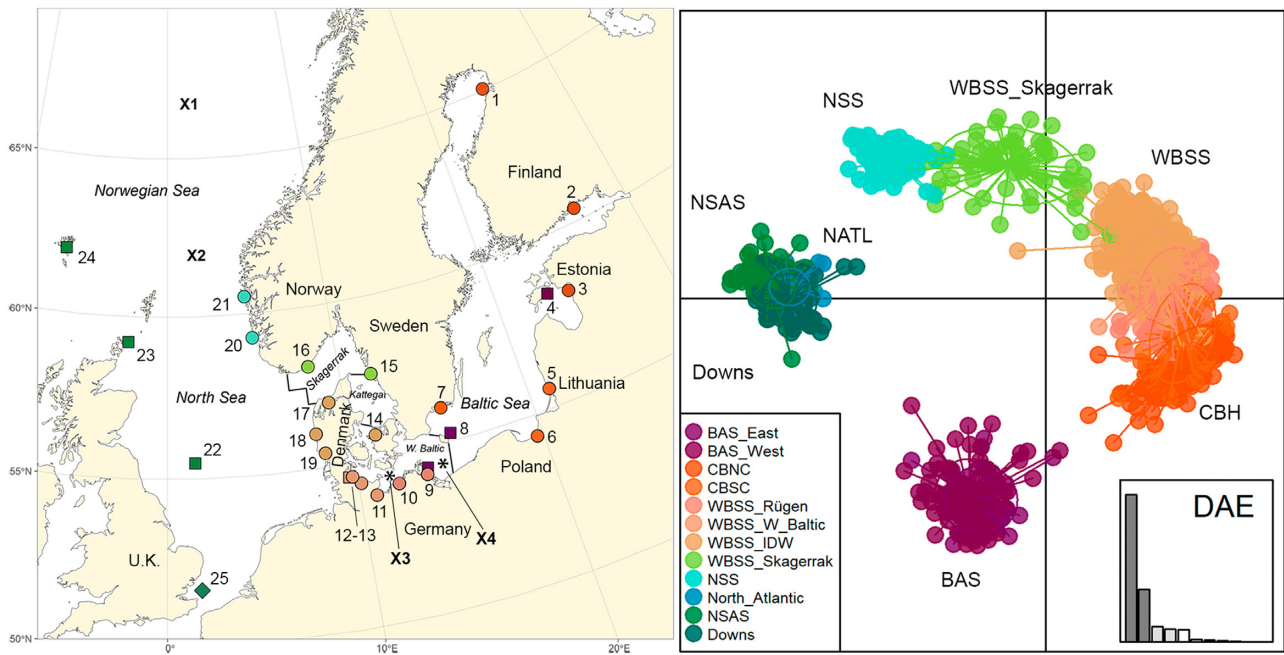 X1
1
65°N
Finland
Norwegian Sea
2
24
X2
Estonia
3
4
Norway
21
60°N
Sweden
23
20
16
15
Skagerrak
5
Lithuania
North Sea
Kattegat
7
Baltic Sea
17
14
8
6
18
Denmark
W. Baltic
Poland
22
19
*
*
55°N
9
10
11
12-13
Germany
X4
U.K.
X3
25
50°N
0°
10°E
20°E
WBSS_Skagerrak
NSS
WBSS
NSAS
NATL
Downs
CBH
BAS
BAS_East
BAS_West
CBNC
CBSC
WBSS_Rügen
WBSS_W_Baltic
WBSS_IDW
WBSS_Skagerrak
NSS
North_Atlantic
NSAS
Downs
DAE